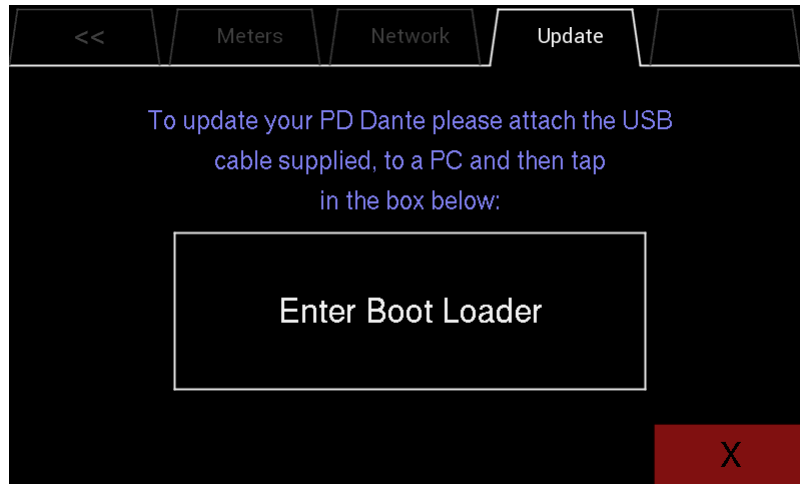 << Meters Network Update
To update your PD Dante please attach the USB
cable supplied, to a PC and then tap
in the box below:
Enter Boot Loader
X